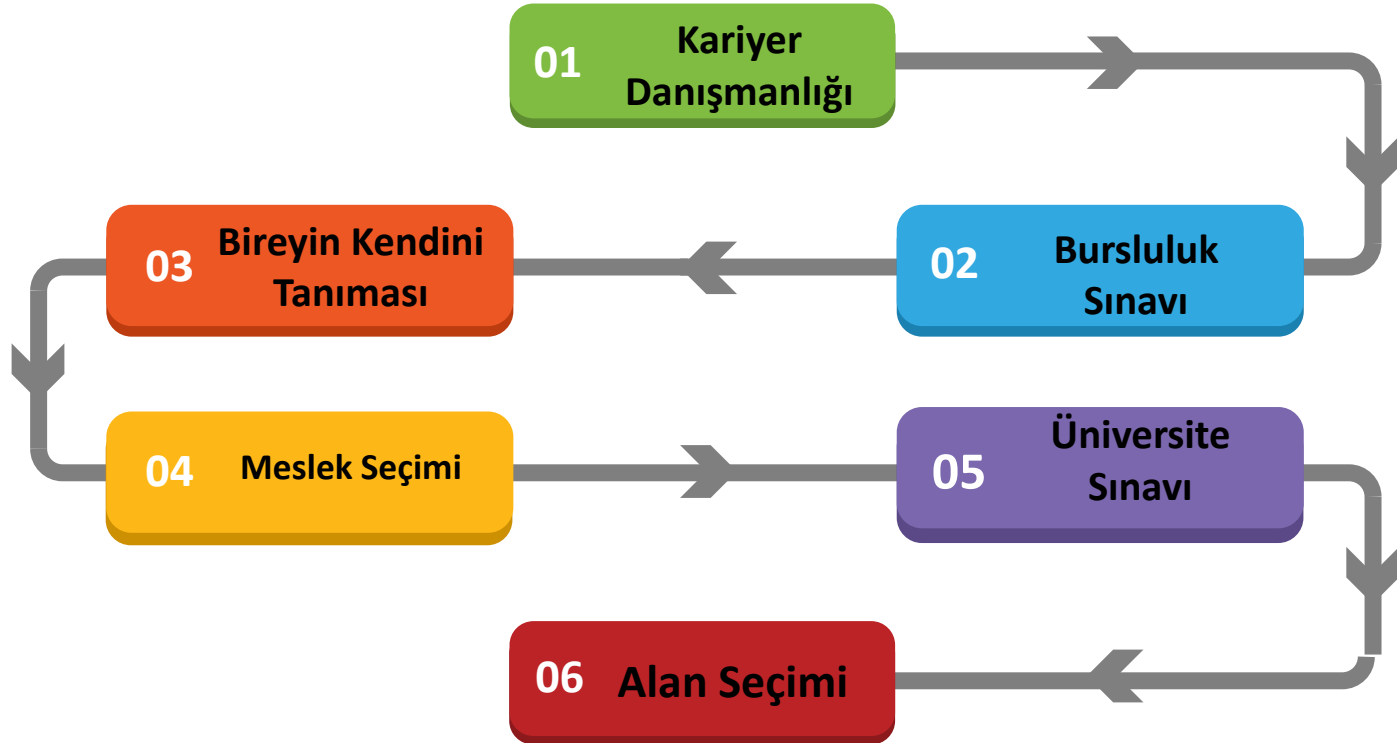 01 Kariyer
Danışmanlığı
02 Bursluluk
Sınavı
03 Bireyin Kendini
Tanıması
04 Meslek Seçimi
05 Üniversite
Sınavı
06 Alan Seçimi